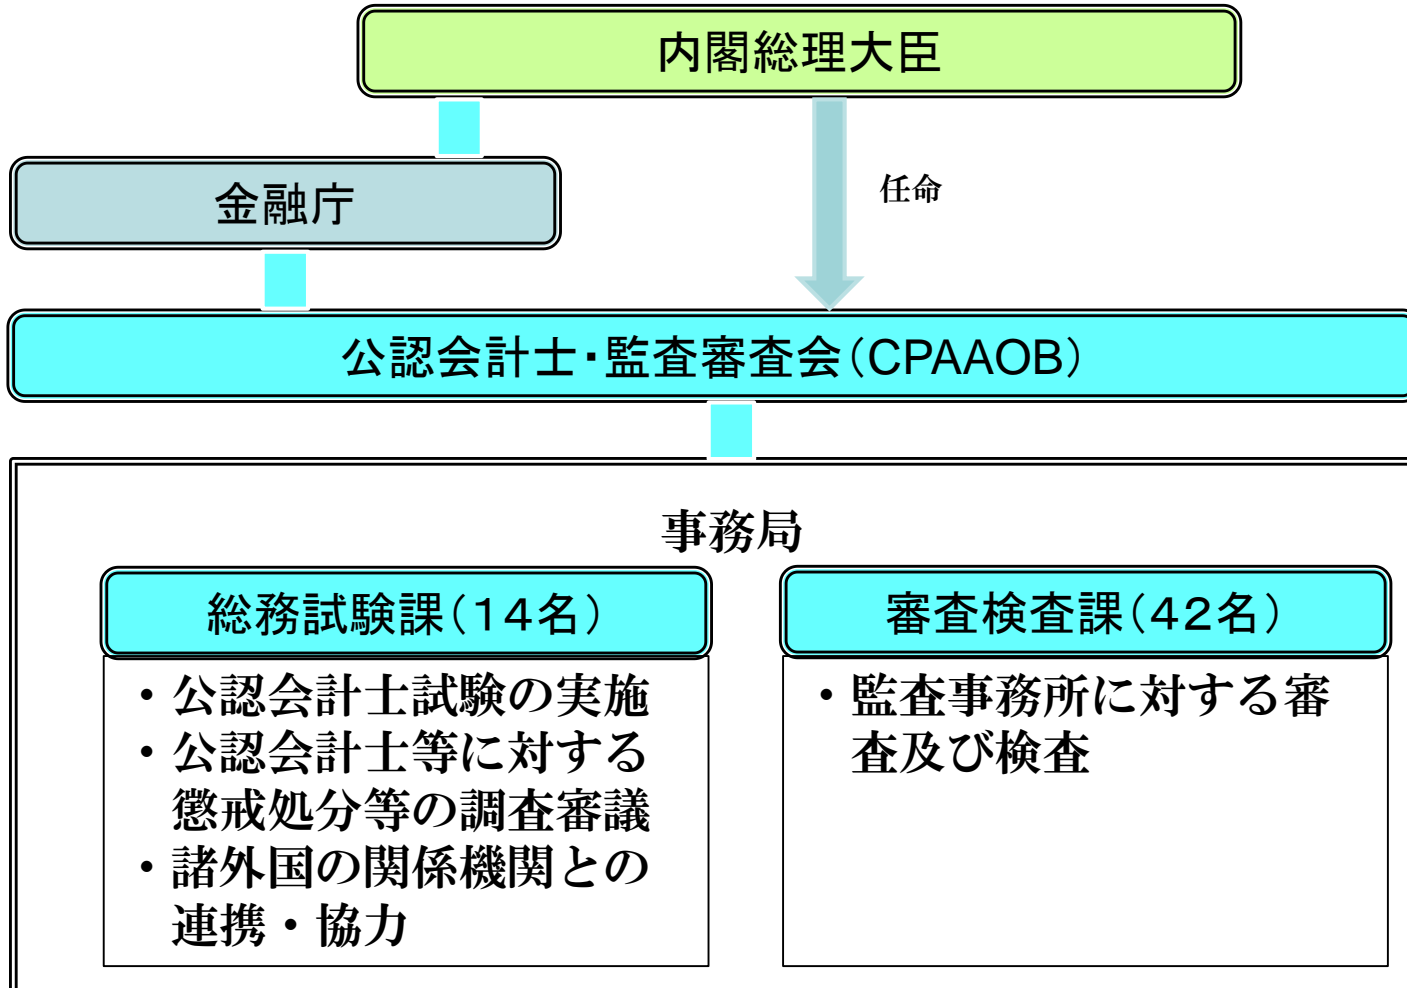 内閣総理大臣
任命
金融庁
公認会計士・監査審査会（CPAAOB）
事務局
総務試験課（１４名）
・公認会計士試験の実施
・公認会計士等に対する
懲戒処分等の調査審議
・諸外国の関係機関との
連携・協力
審査検査課（４２名）
・監査事務所に対する審
査及び検査